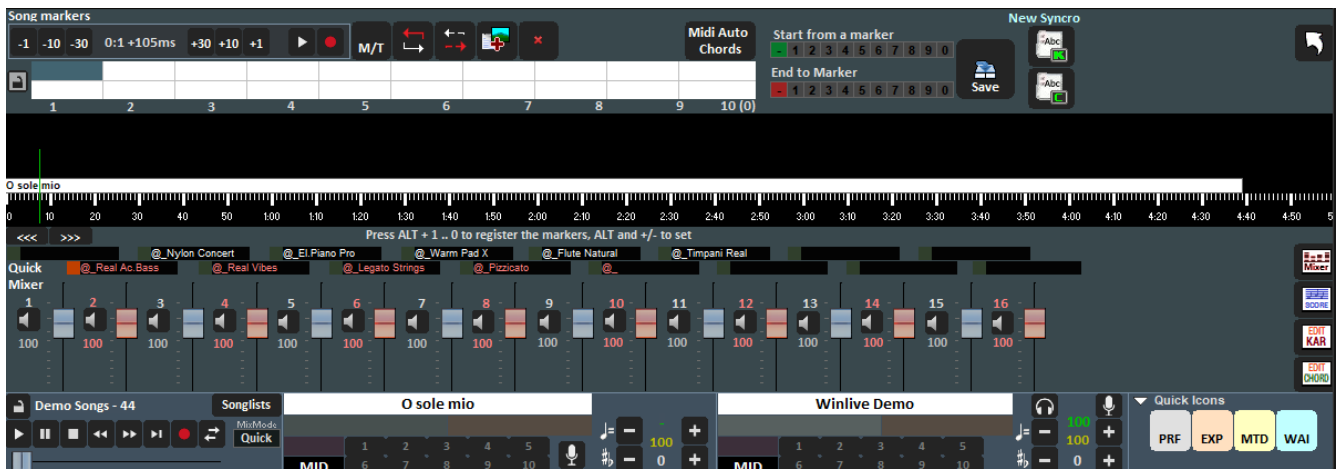 Song markers
New Syncro
-1 -10 -30 0:1 +105ms +30 +10 +1
M/T
Midi Auto
Chords
Start from a marker
- 1 2 3 4 5 6 7 8 9 0
Abc
K
End to Marker
- 1 2 3 4 5 6 7 8 9 0
Save
Abc
C
1 2 3 4 5 6 7 8 9 10 (0)
O sole mio
0 10 20 30 40 50 1:00 1:10 1:20 1:30 1:40 1:50 2:00 2:10 2:20 2:30 2:40 2:50 3:00 3:10 3:20 3:30 3:40 3:50 4:00 4:10 4:20 4:30 4:40 4:50 5
<<< >>> Press ALT + 1 .. 0 to register the markers, ALT and +/- to set
@_Nylon Concert @_El.Piano Pro @_Warm Pad X @_Flute Natural @_Timpani Real
Quick @_Real Ac.Bass @_Real Vibes @_Legato Strings @_Pizzicato @_
Mixer
Mixer
1 2 3 4 5 6 7 8 9 10 11 12 13 14 15 16
SCORE
100 100 100 100 100 100 100 100 100 100 100 100 100 100 100 100
EDIT
KAR
EDIT
CHORD
Demo Songs - 44 Songlists O sole mio Winlive Demo Quick Icons
MixMode
Quick
1 2 3 4 5
- 100 - +
1 2 3 4 5
100 100 - +
PRF EXP MTD WAI
MID 6 7 8 9 10 - 0 +
MID 6 7 8 9 10 - 0 +